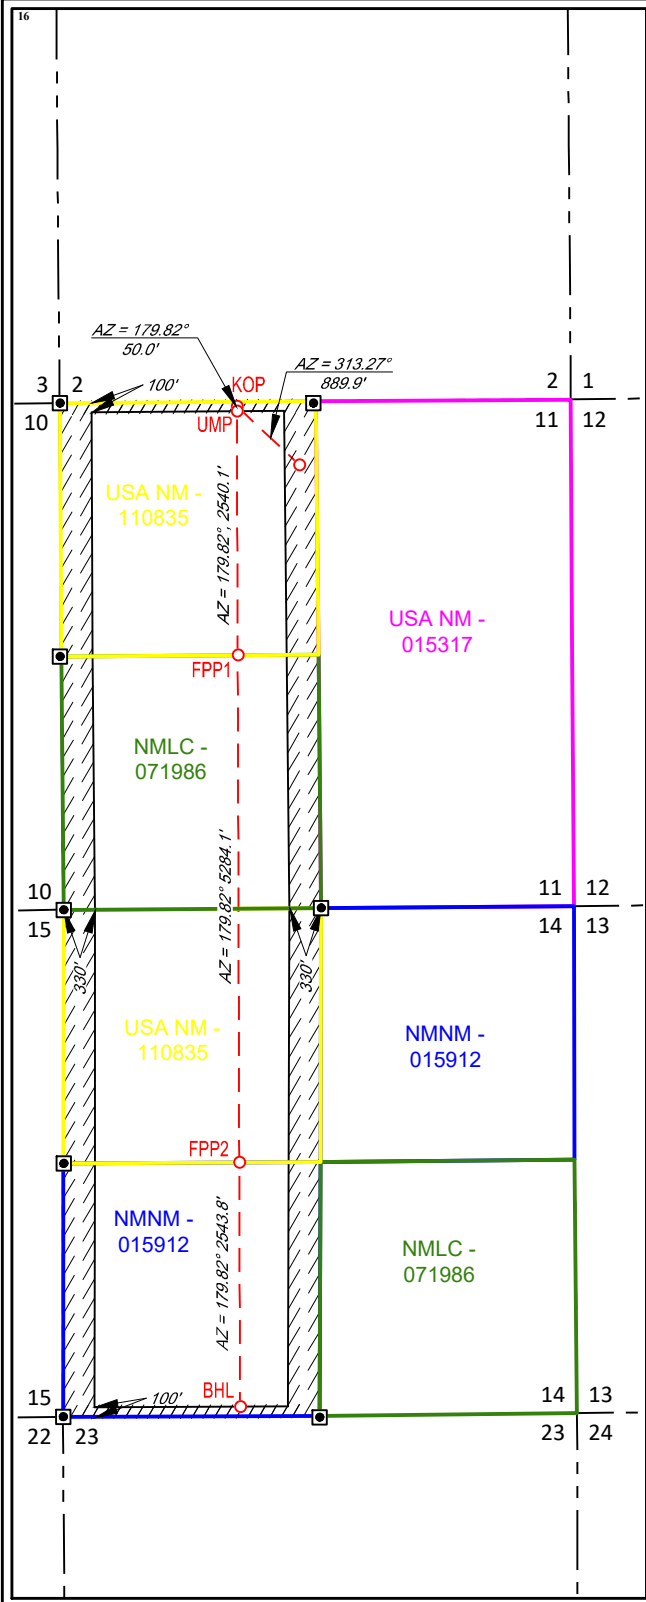 16
AZ = 179.82°
50.0'
AZ = 313.27°
889.9'
3 2
100'
KOP
2 1
10
UMP
11 12
USA NM -
110835
AZ = 179.82°, 2540.1'
USA NM -
015317
FPP1
NMLC -
071986
AZ = 179.82° 5284.1'
10
11 12
15
14 13
330'
330'
USA NM -
110835
NMNM -
015912
FPP2
NMNM -
015912
AZ = 179.82° 2543.8'
NMLC -
071986
BHL
100'
15
14 13
22 23
23 24